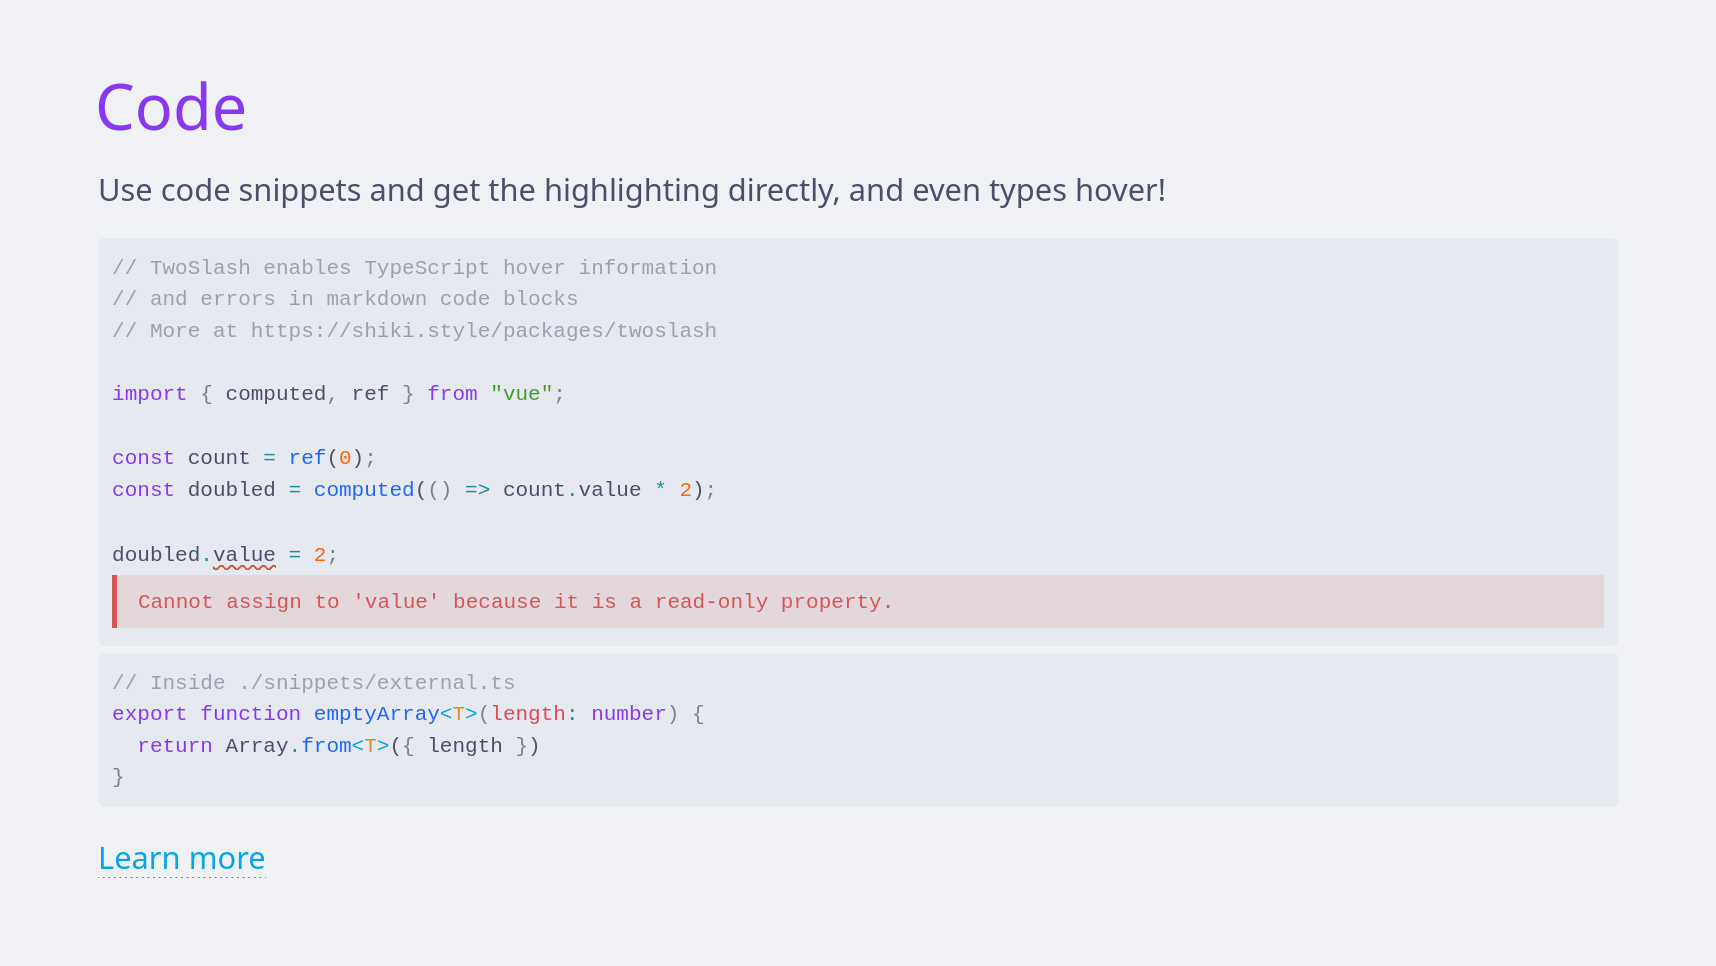 Code
Use code snippets and get the highlighting directly, and even types hover!
// TwoSlash enables TypeScript hover information
// and errors in markdown code blocks
// More at https://shiki.style/packages/twoslash
import { computed, ref } from "vue";
const count = ref(0);
const doubled = computed(() => count.value * 2);
doubled.value = 2;
Cannot assign to 'value' because it is a read-only property.
// Inside ./snippets/external.ts
export function emptyArray<T>(length: number) {
  return Array.from<T>({ length })
}
Learn more